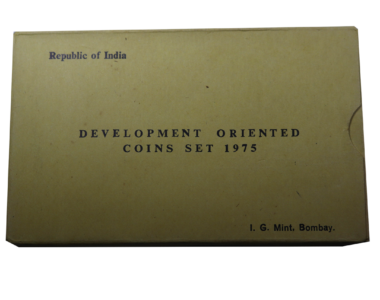 Republic of India
DEVELOPMENT ORIENTED
COINS SET 1975
I. G. Mint, Bombay.